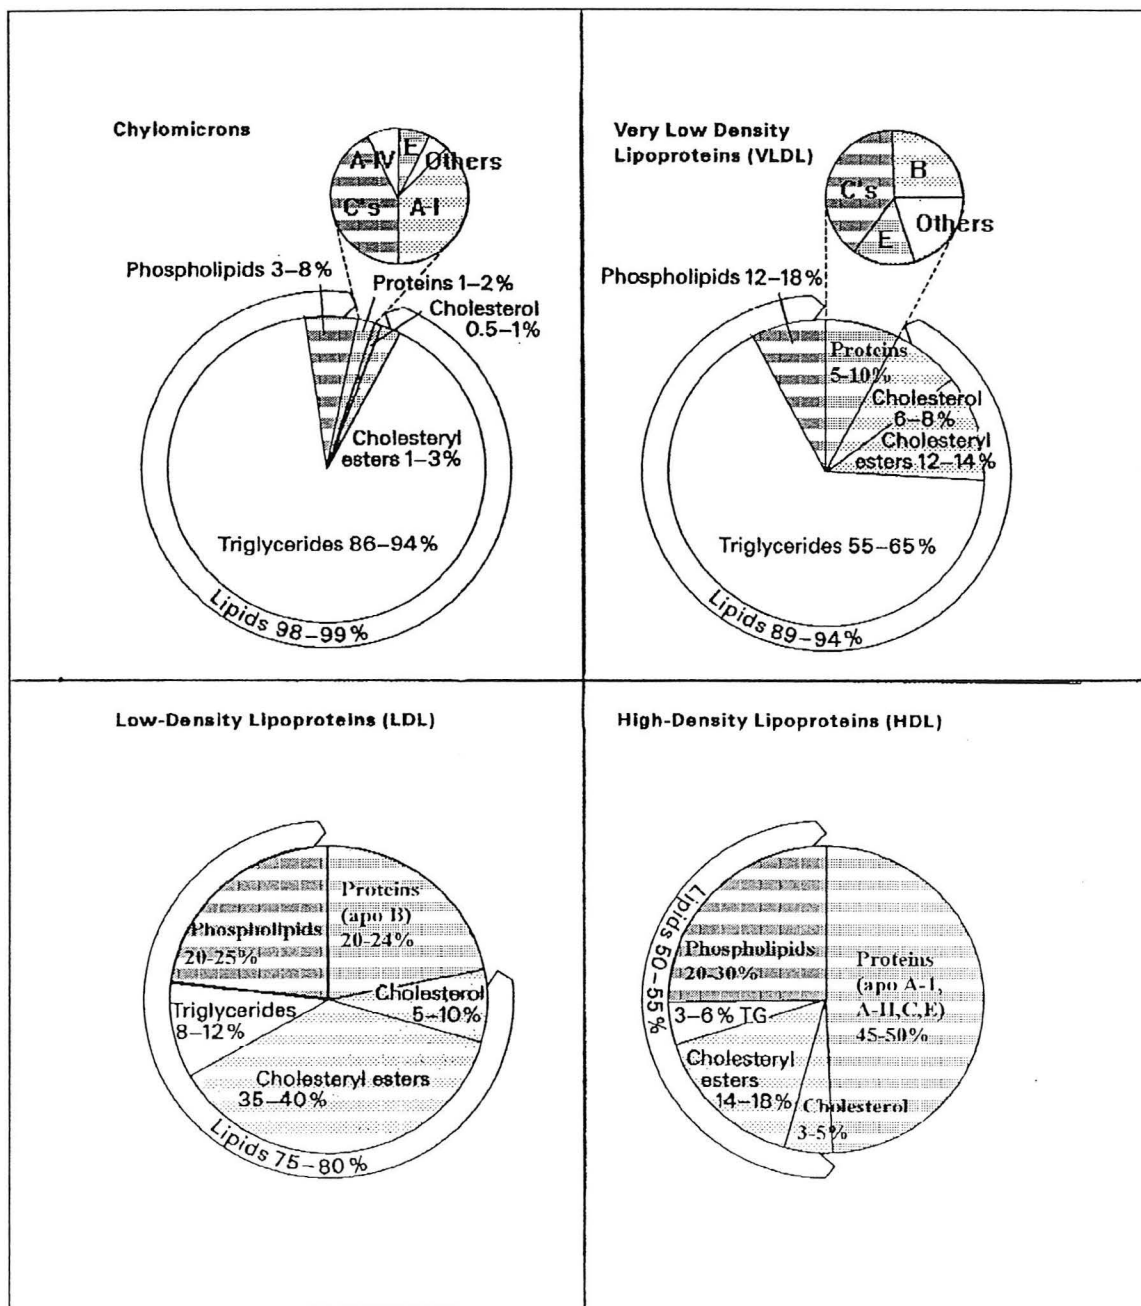 Chylomicrons
E
A-IV
Others
C's
A-I
Phospholipids 3–8%
Proteins 1–2%
Cholesterol
0.5–1%
Cholesteryl
esters 1–3%
Triglycerides 86–94%
Lipids 98–99%
Very Low Density
Lipoproteins (VLDL)
B
C's
Others
E
Phospholipids 12–18%
Proteins
5-10%
Cholesterol
6–8%
Cholesteryl
esters 12–14%
Triglycerides 55–65%
Lipids 89–94%
Low-Density Lipoproteins (LDL)
Proteins
(apo B)
20-24%
Phospholipids
20-25%
Cholesterol
5–10%
Triglycerides
8–12%
Cholesteryl esters
35–40%
Lipids 75–80%
High-Density Lipoproteins (HDL)
Lipids 50–55%
Phospholipids
20-30%
Proteins
(apo A-I,
A-II,C,E)
45-50%
3–6% TG
Cholesteryl
esters
14–18%
Cholesterol
3-5%